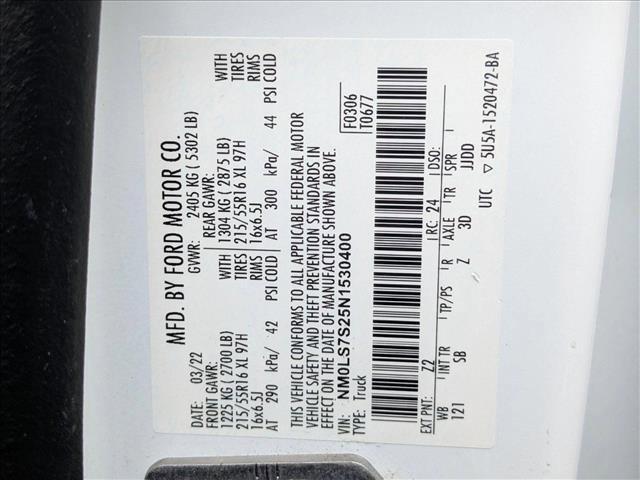 MFD. BY FORD MOTOR CO.
DATE: 03/22 GVWR: 2405 KG ( 5302 LB)
FRONT GAWR: REAR GAWR:
1225 KG ( 2700 LB) 1304 KG ( 2875 LB) WITH
215/55R16 XL 97H TIRES 215/55R16 XL 97H TIRES
16x6.5J RIMS 16x6.5J RIMS
AT 290 kPa/ 42 PSI COLD AT 300 kPa/ 44 PSI COLD
THIS VEHICLE CONFORMS TO ALL APPLICABLE FEDERAL MOTOR
VEHICLE SAFETY AND THEFT PREVENTION STANDARDS IN
EFFECT ON THE DATE OF MANUFACTURE SHOWN ABOVE.
VIN: NM0LS7S25N1530400
TYPE: Truck
F0306
T0677
EXT PNT: Z2 RC: 24 DSO:
WB INT TR TP/PS R AXLE TR SPR
121 SB Z 3D JJDD
UTC ▽ 5U5A-1520472-BA